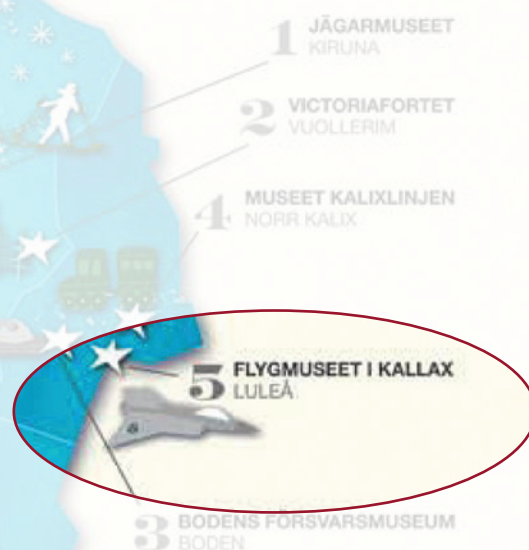 1 JÄGARMUSEET
KIRUNA
2 VICTORIAFORTET
VUOLLERIM
4 MUSEET KALIXLINJEN
NORR KALIX
5 FLYGMUSEET I KALLAX
LULEÅ
3 BODENS FÖRSVARSMUSEUM
BODEN